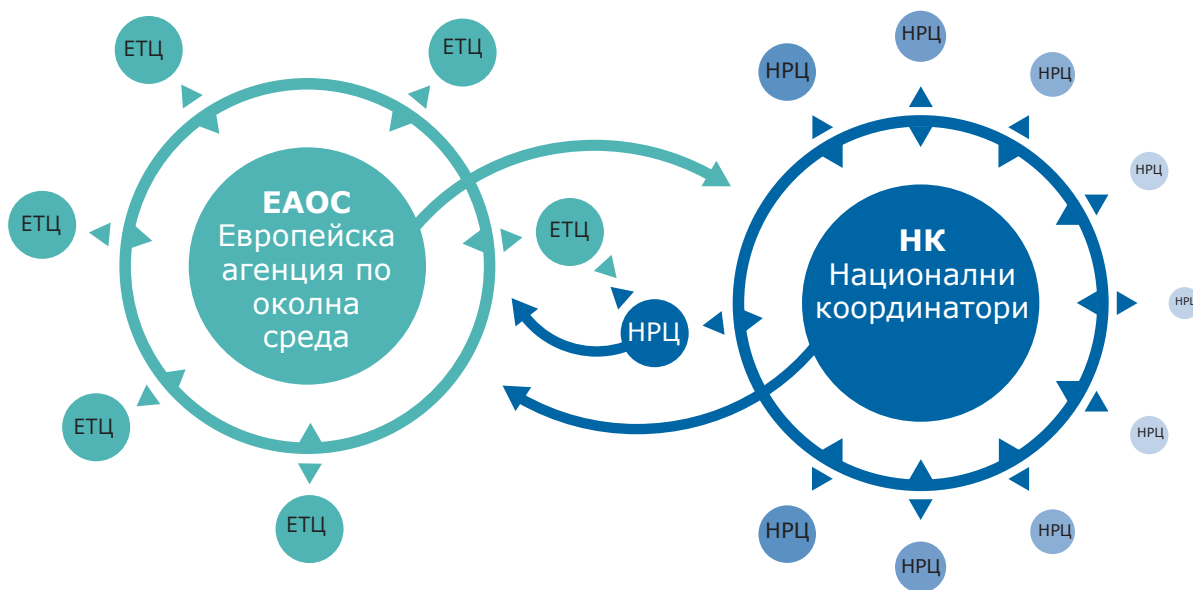 ЕТЦ
ЕТЦ
ЕТЦ
ЕАОС
Европейска
агенция по
околна
среда
ЕТЦ
ЕТЦ
ЕТЦ
НРЦ
НРЦ
НРЦ
НРЦ
НРЦ
НК
Национални
координатори
НРЦ
НРЦ
НРЦ
НРЦ
НРЦ
НРЦ